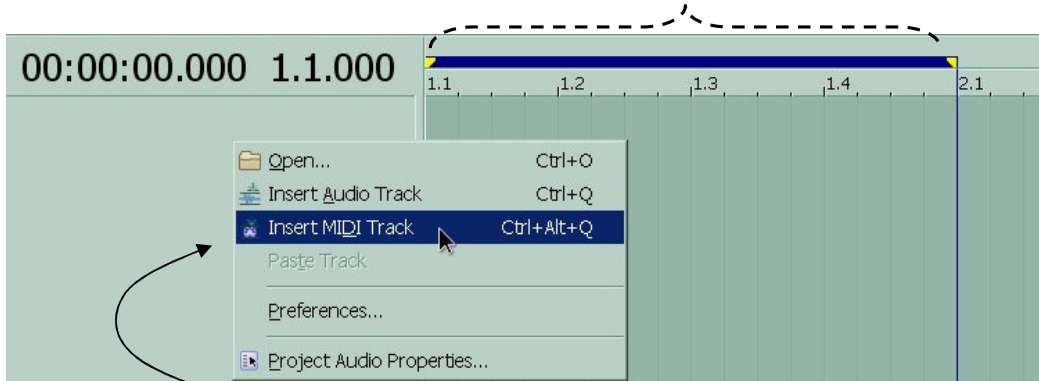 00:00:00.000 1.1.000
1.1 1.2 1.3 1.4 2.1
Open... Ctrl+O
Insert Audio Track Ctrl+Q
Insert MIDI Track Ctrl+Alt+Q
Paste Track
Preferences...
Project Audio Properties...